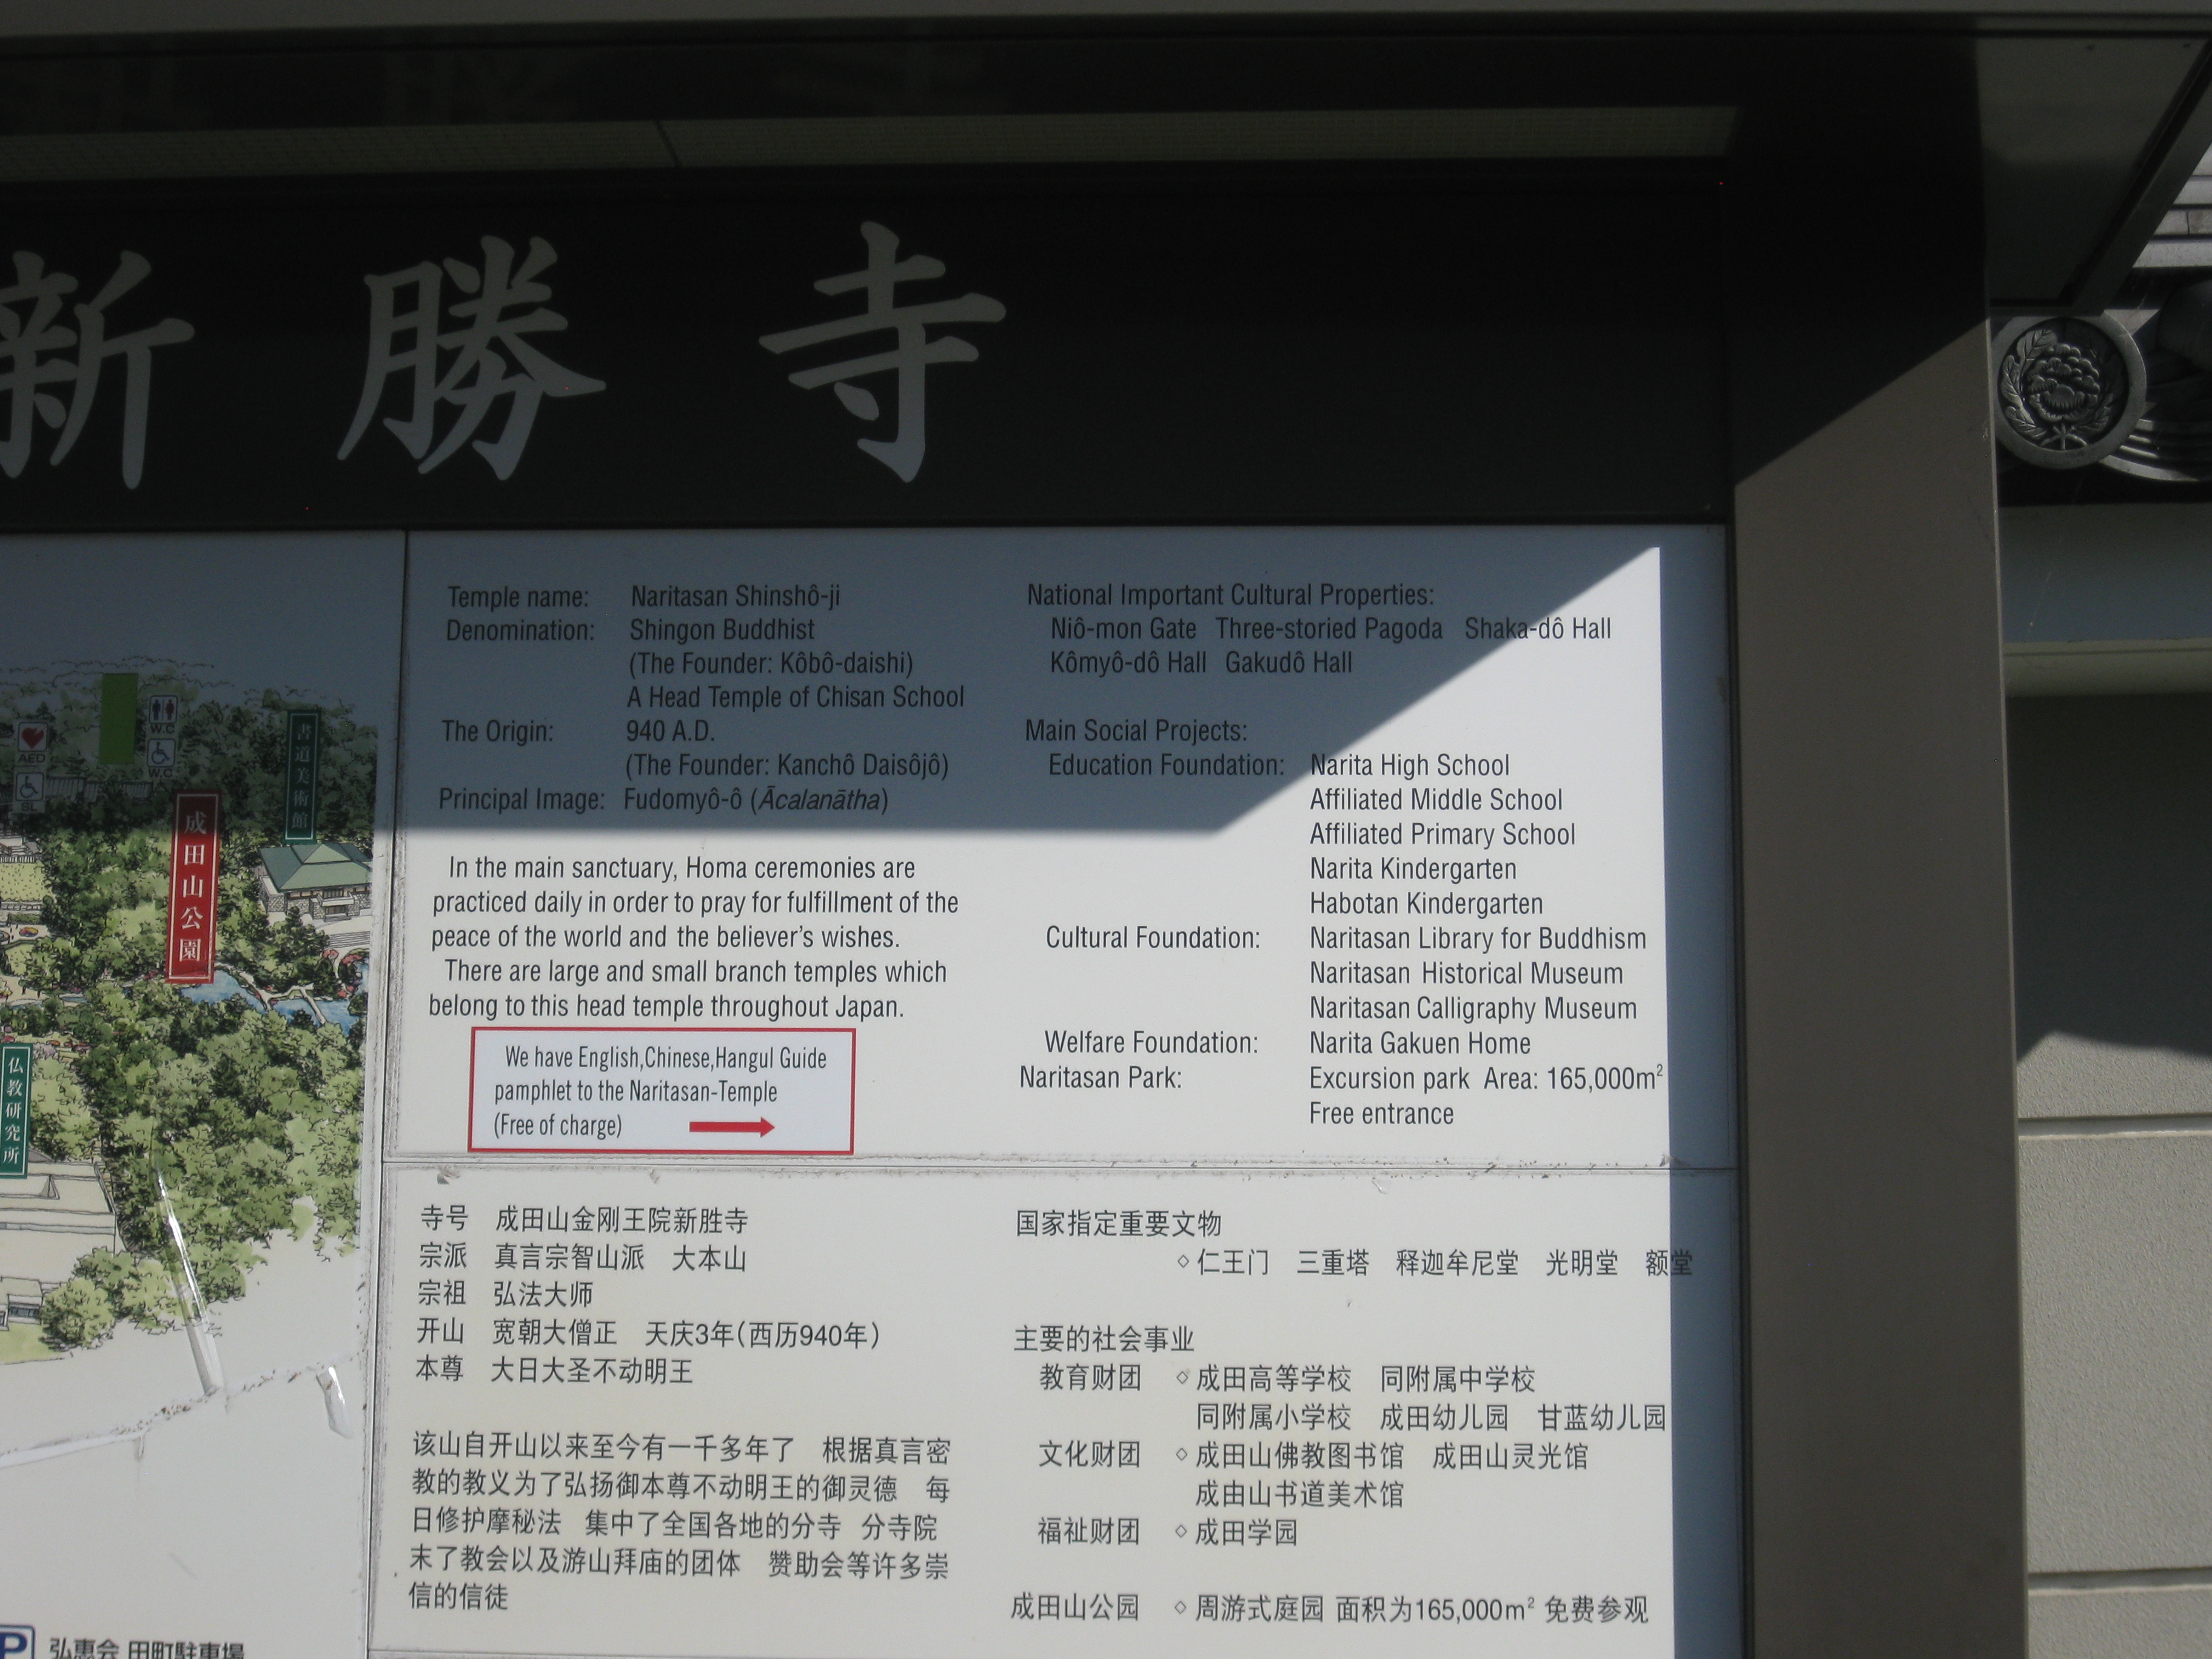 新勝寺
Temple name: Naritasan Shinshô-ji
Denomination: Shingon Buddhist
(The Founder: Kôbô-daishi)
A Head Temple of Chisan School
The Origin: 940 A.D.
(The Founder: Kanchô Daisôjô)
Principal Image: Fudomyô-ô (Ācalanātha)
In the main sanctuary, Homa ceremonies are
practiced daily in order to pray for fulfillment of the
peace of the world and the believer's wishes.
There are large and small branch temples which
belong to this head temple throughout Japan.
We have English,Chinese,Hangul Guide
pamphlet to the Naritasan-Temple
(Free of charge)
National Important Cultural Properties:
Niô-mon Gate Three-storied Pagoda Shaka-dô Hall
Kômyô-dô Hall Gakudô Hall
Main Social Projects:
Education Foundation: Narita High School
Affiliated Middle School
Affiliated Primary School
Narita Kindergarten
Habotan Kindergarten
Cultural Foundation: Naritasan Library for Buddhism
Naritasan Historical Museum
Naritasan Calligraphy Museum
Welfare Foundation: Narita Gakuen Home
Naritasan Park: Excursion park Area: 165,000m²
Free entrance
寺号 成田山金刚王院新胜寺
宗派 真言宗智山派 大本山
宗祖 弘法大师
开山 宽朝大僧正 天庆3年(西历940年)
本尊 大日大圣不动明王
该山自开山以来至今有一千多年了 根据真言密
教的教义为了弘扬御本尊不动明王的御灵德 每
日修护摩秘法 集中了全国各地的分寺 分寺院
末了教会以及游山拜庙的团体 赞助会等许多崇
信的信徒
国家指定重要文物
◇仁王门 三重塔 释迦牟尼堂 光明堂 额堂
主要的社会事业
教育财团 ◇成田高等学校 同附属中学校
同附属小学校 成田幼儿园 甘蓝幼儿园
文化财团 ◇成田山佛教图书馆 成田山灵光馆
成由山书道美术馆
福祉财团 ◇成田学园
成田山公园 ◇周游式庭园 面积为165,000m² 免费参观
AED
W.C
W.C
SL
書道美術館
成田山公園
仏教研究所
P 弘恵会 田町駐車場